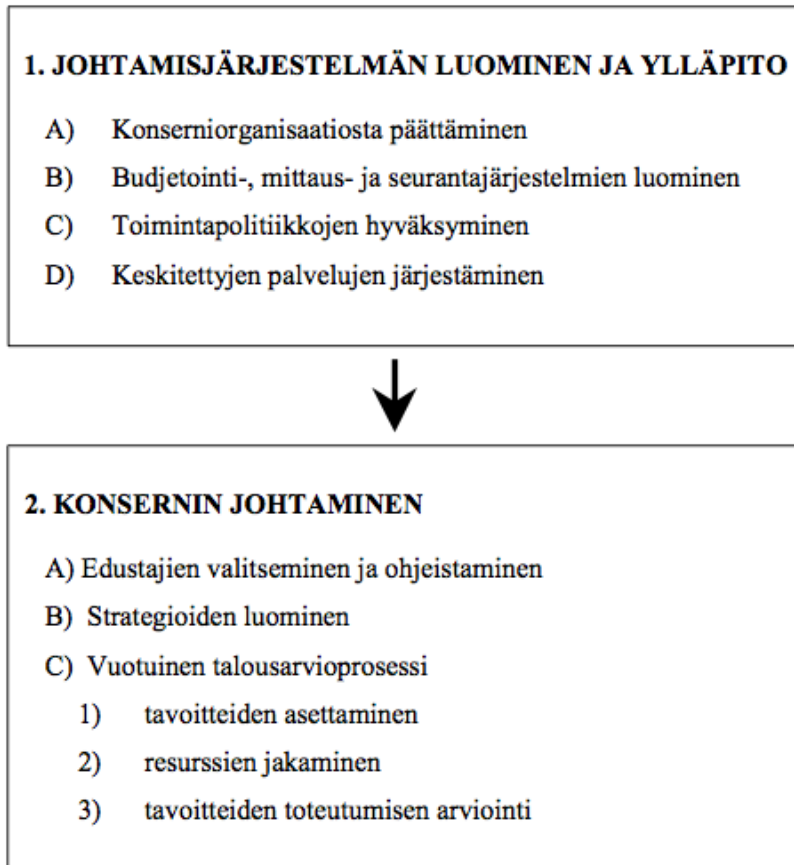 1. JOHTAMISJÄRJESTELMÄN LUOMINEN JA YLLÄPITO
A) Konserniorganisaatiosta päättäminen
B) Budjetointi-, mittaus- ja seurantajärjestelmien luominen
C) Toimintapolitiikkojen hyväksyminen
D) Keskitettyjen palvelujen järjestäminen
2. KONSERNIN JOHTAMINEN
A) Edustajien valitseminen ja ohjeistaminen
B) Strategioiden luominen
C) Vuotuinen talousarvioprosessi
1) tavoitteiden asettaminen
2) resurssien jakaminen
3) tavoitteiden toteutumisen arviointi